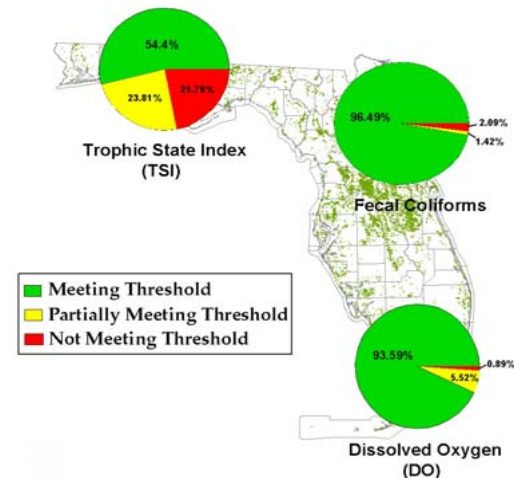 54.4%
23.81%
21.79%
Trophic State Index
(TSI)
96.49%
2.09%
1.42%
Fecal Coliforms
Meeting Threshold
Partially Meeting Threshold
Not Meeting Threshold
93.59%
0.89%
5.52%
Dissolved Oxygen
(DO)